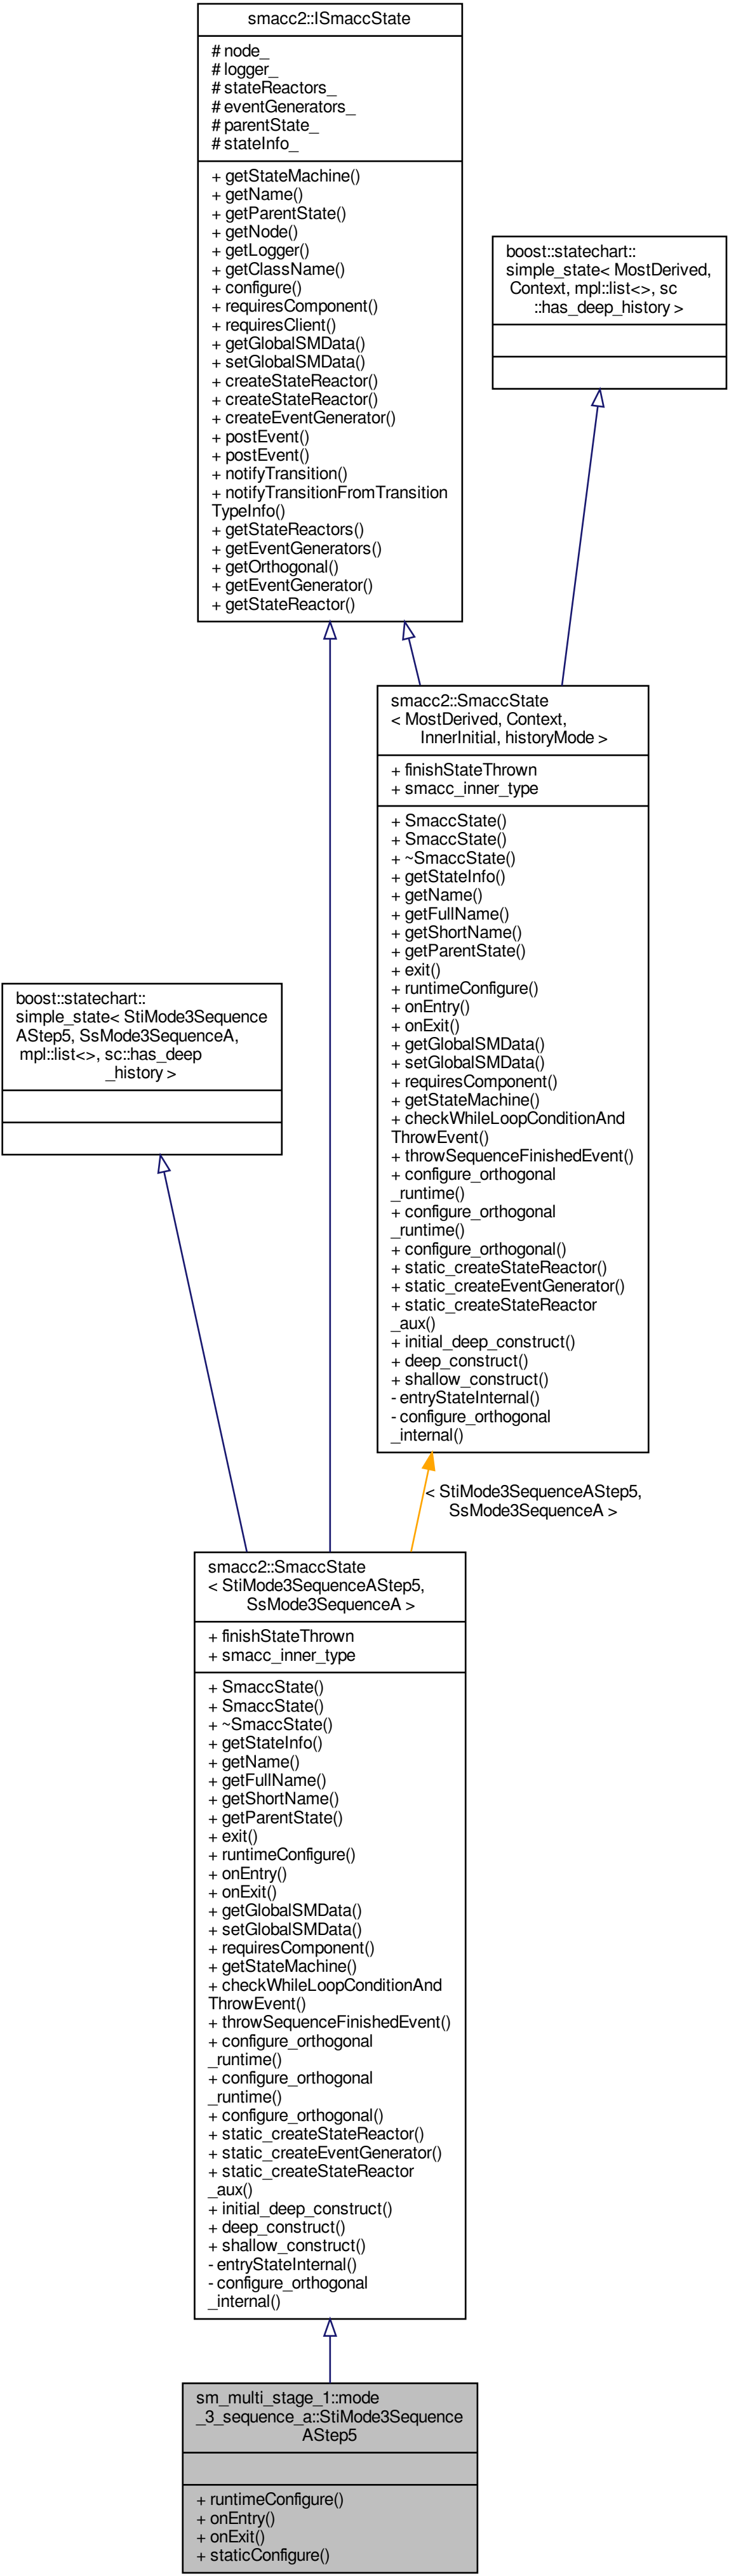 smacc2::ISmaccState
# node_
# logger_
# stateReactors_
# eventGenerators_
# parentState_
# stateInfo_
+ getStateMachine()
+ getName()
+ getParentState()
+ getNode()
+ getLogger()
+ getClassName()
+ configure()
+ requiresComponent()
+ requiresClient()
+ getGlobalSMData()
+ setGlobalSMData()
+ createStateReactor()
+ createStateReactor()
+ createEventGenerator()
+ postEvent()
+ postEvent()
+ notifyTransition()
+ notifyTransitionFromTransition
TypeInfo()
+ getStateReactors()
+ getEventGenerators()
+ getOrthogonal()
+ getEventGenerator()
+ getStateReactor()
boost::statechart::
simple_state< MostDerived,
Context, mpl::list<>, sc
::has_deep_history >
smacc2::SmaccState
< MostDerived, Context,
InnerInitial, historyMode >
+ finishStateThrown
+ smacc_inner_type
+ SmaccState()
+ SmaccState()
+ ~SmaccState()
+ getStateInfo()
+ getName()
+ getFullName()
+ getShortName()
+ getParentState()
+ exit()
+ runtimeConfigure()
+ onEntry()
+ onExit()
+ getGlobalSMData()
+ setGlobalSMData()
+ requiresComponent()
+ getStateMachine()
+ checkWhileLoopConditionAnd
ThrowEvent()
+ throwSequenceFinishedEvent()
+ configure_orthogonal
_runtime()
+ configure_orthogonal
_runtime()
+ configure_orthogonal()
+ static_createStateReactor()
+ static_createEventGenerator()
+ static_createStateReactor
_aux()
+ initial_deep_construct()
+ deep_construct()
+ shallow_construct()
- entryStateInternal()
- configure_orthogonal
_internal()
boost::statechart::
simple_state< StiMode3Sequence
AStep5, SsMode3SequenceA,
mpl::list<>, sc::has_deep
_history >
< StiMode3SequenceAStep5,
SsMode3SequenceA >
smacc2::SmaccState
< StiMode3SequenceAStep5,
SsMode3SequenceA >
+ finishStateThrown
+ smacc_inner_type
+ SmaccState()
+ SmaccState()
+ ~SmaccState()
+ getStateInfo()
+ getName()
+ getFullName()
+ getShortName()
+ getParentState()
+ exit()
+ runtimeConfigure()
+ onEntry()
+ onExit()
+ getGlobalSMData()
+ setGlobalSMData()
+ requiresComponent()
+ getStateMachine()
+ checkWhileLoopConditionAnd
ThrowEvent()
+ throwSequenceFinishedEvent()
+ configure_orthogonal
_runtime()
+ configure_orthogonal
_runtime()
+ configure_orthogonal()
+ static_createStateReactor()
+ static_createEventGenerator()
+ static_createStateReactor
_aux()
+ initial_deep_construct()
+ deep_construct()
+ shallow_construct()
- entryStateInternal()
- configure_orthogonal
_internal()
sm_multi_stage_1::mode
_3_sequence_a::StiMode3Sequence
AStep5
+ runtimeConfigure()
+ onEntry()
+ onExit()
+ staticConfigure()